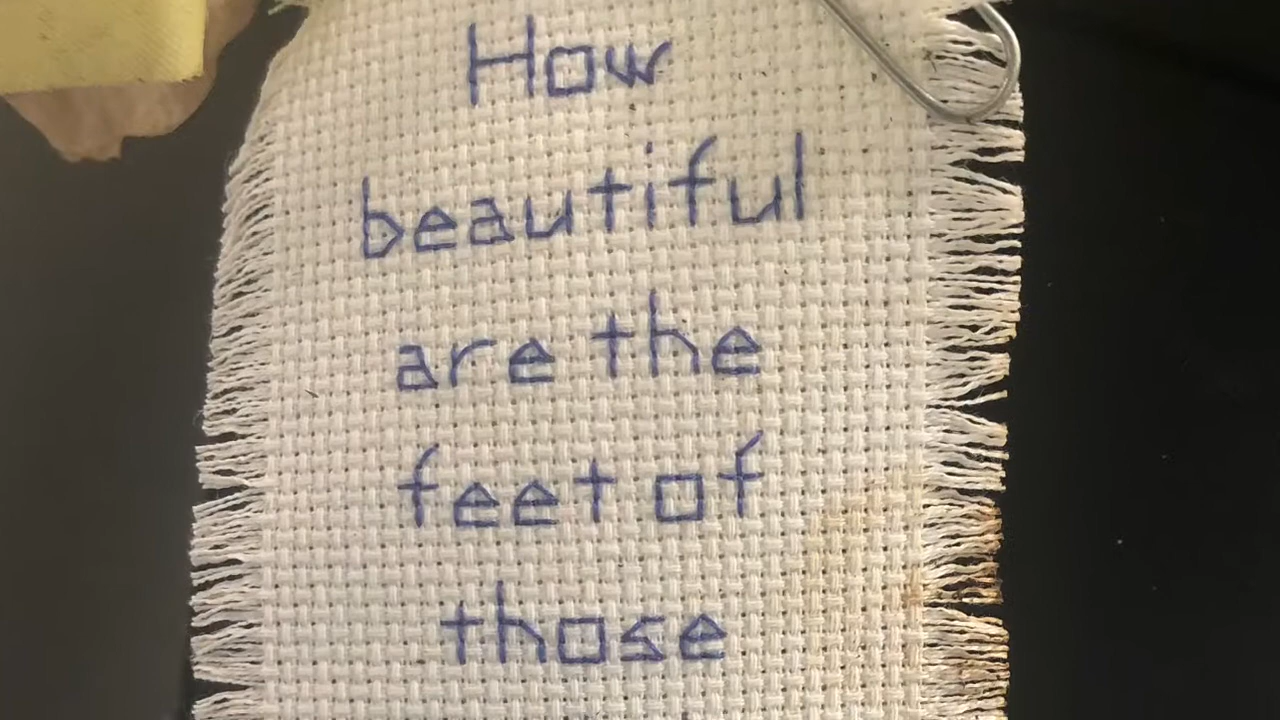 How
beautiful
are the
feet of
those